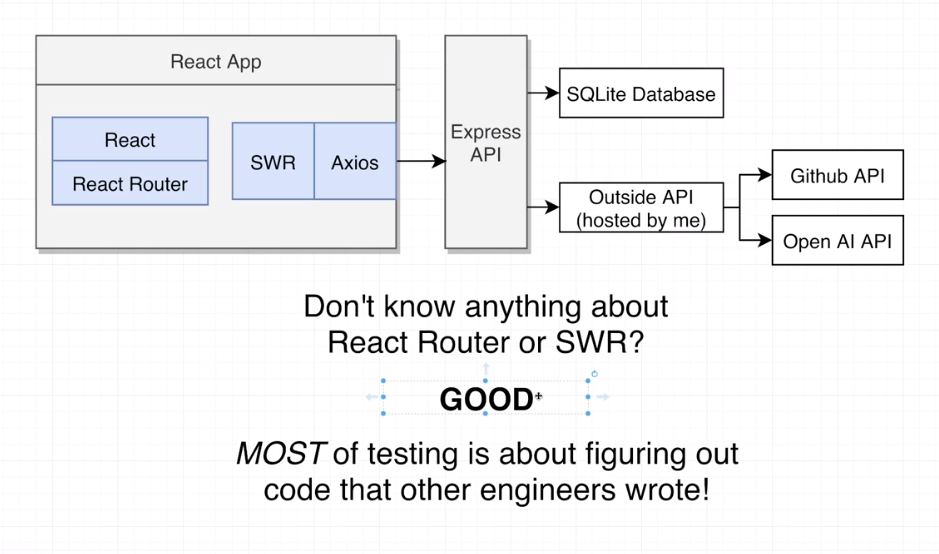 React App
React
React Router
SWR
Axios
Express
API
SQLite Database
Outside API
(hosted by me)
Github API
Open AI API
Don't know anything about
React Router or SWR?
GOOD
MOST of testing is about figuring out
code that other engineers wrote!